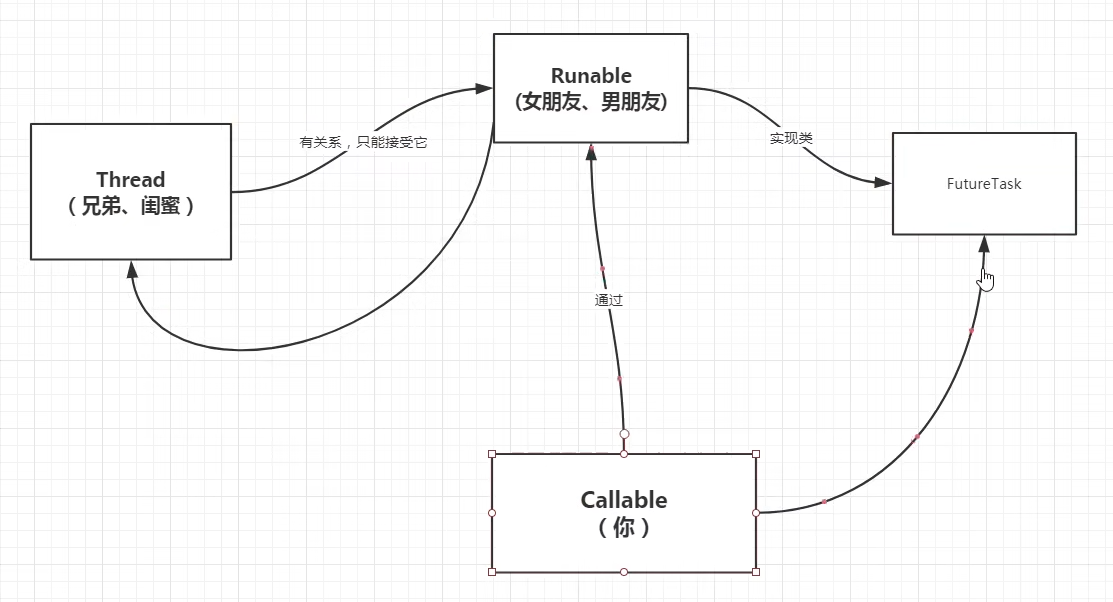 Runable
(女朋友、男朋友)
有关系，只能接受它
实现类
Thread
（兄弟、闺蜜）
FutureTask
通过
Callable
（你）